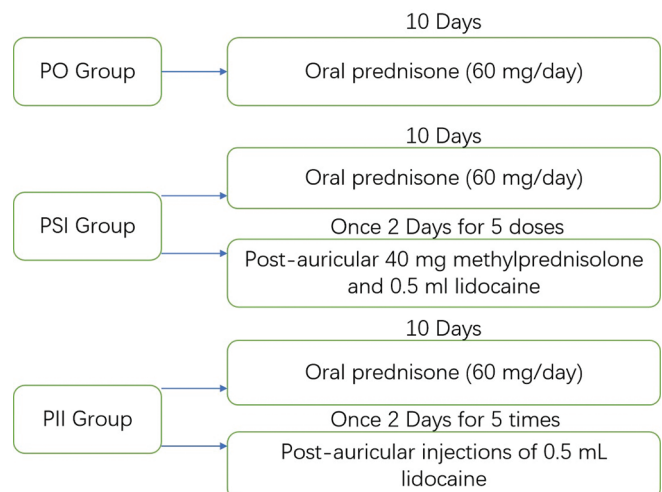 10 Days
PO Group
Oral prednisone (60 mg/day)
10 Days
Oral prednisone (60 mg/day)
PSI Group
Once 2 Days for 5 doses
Post-auricular 40 mg methylprednisolone
and 0.5 ml lidocaine
10 Days
Oral prednisone (60 mg/day)
PII Group
Once 2 Days for 5 times
Post-auricular injections of 0.5 mL
lidocaine